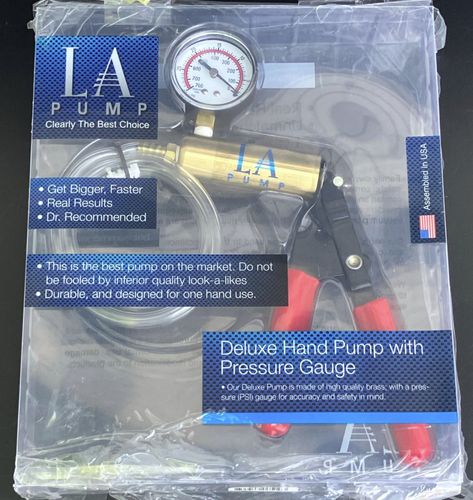 LA
PUMP
Clearly The Best Choice
LA
PUMP
Assembled In USA
• Get Bigger, Faster
• Real Results
• Dr. Recommended
• This is the best pump on the market. Do not
be fooled by inferior quality look-a-likes
• Durable, and designed for one hand use.
Deluxe Hand Pump with
Pressure Gauge
• Our Deluxe Pump is made of high quality brass; with a pres-
sure (PSI) gauge for accuracy and safety in mind.